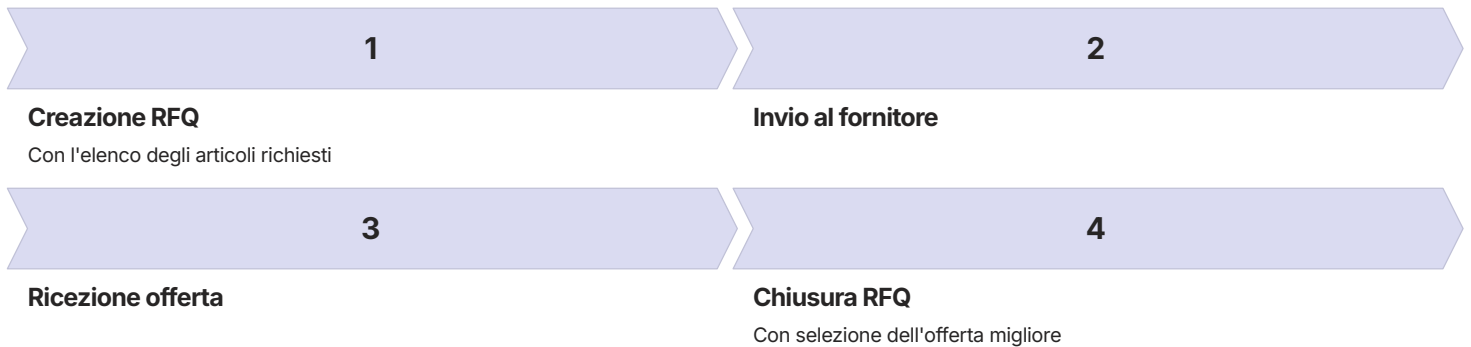 1
Creazione RFQ
Con l'elenco degli articoli richiesti
2
Invio al fornitore
3
Ricezione offerta
4
Chiusura RFQ
Con selezione dell'offerta migliore